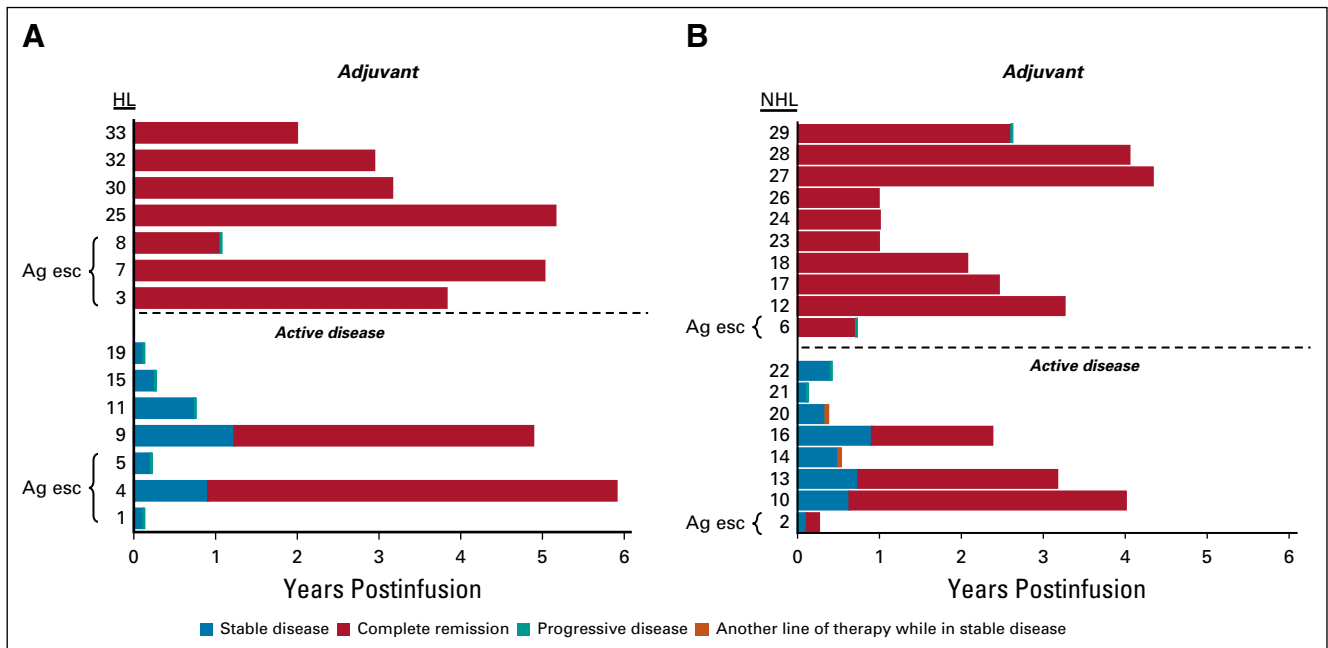 A
Adjuvant
HL
33
32
30
25
8
Ag esc
7
3
Active disease
19
15
11
9
5
Ag esc
4
1
0 1 2 3 4 5 6
Years Postinfusion
B
Adjuvant
NHL
29
28
27
26
24
23
18
17
12
Ag esc 6
Active disease
22
21
20
16
14
13
10
Ag esc 2
0 1 2 3 4 5 6
Years Postinfusion
Stable disease Complete remission Progressive disease Another line of therapy while in stable disease